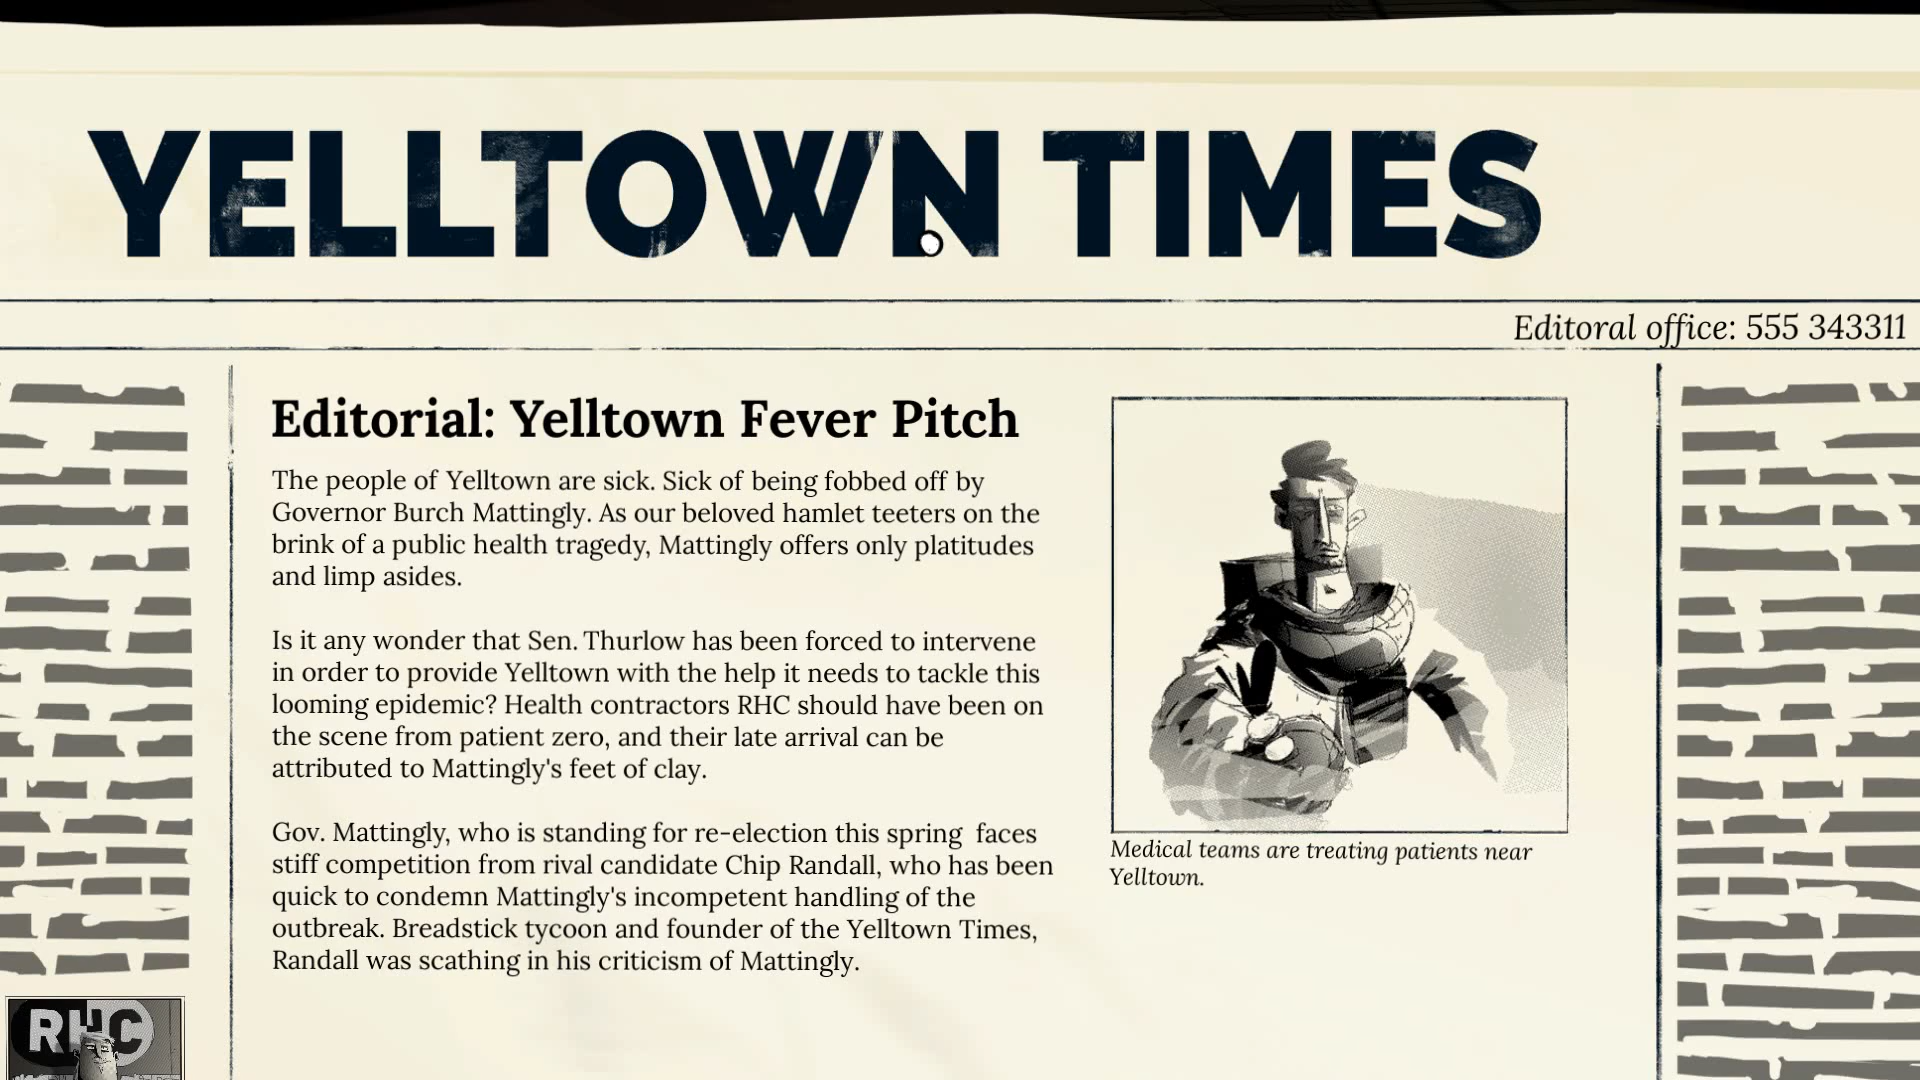 YELLTOWN TIMES
Editoral office: 555 343311
Editorial: Yelltown Fever Pitch
The people of Yelltown are sick. Sick of being fobbed off by
Governor Burch Mattingly. As our beloved hamlet teeters on the
brink of a public health tragedy, Mattingly offers only platitudes
and limp asides.
Is it any wonder that Sen. Thurlow has been forced to intervene
in order to provide Yelltown with the help it needs to tackle this
looming epidemic? Health contractors RHC should have been on
the scene from patient zero, and their late arrival can be
attributed to Mattingly's feet of clay.
Gov. Mattingly, who is standing for re-election this spring  faces
stiff competition from rival candidate Chip Randall, who has been
quick to condemn Mattingly's incompetent handling of the
outbreak. Breadstick tycoon and founder of the Yelltown Times,
Randall was scathing in his criticism of Mattingly.
Medical teams are treating patients near
Yelltown.
RHC